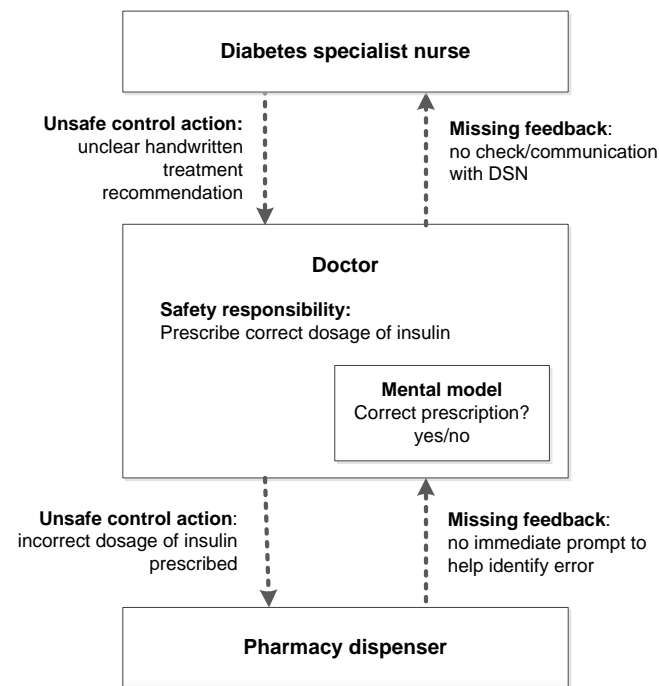 Diabetes specialist nurse
Unsafe control action:
unclear handwritten
treatment
recommendation
Missing feedback:
no check/communication
with DSN
Doctor
Safety responsibility:
Prescribe correct dosage of insulin
Mental model
Correct prescription?
yes/no
Unsafe control action:
incorrect dosage of insulin
prescribed
Missing feedback:
no immediate prompt to
help identify error
Pharmacy dispenser